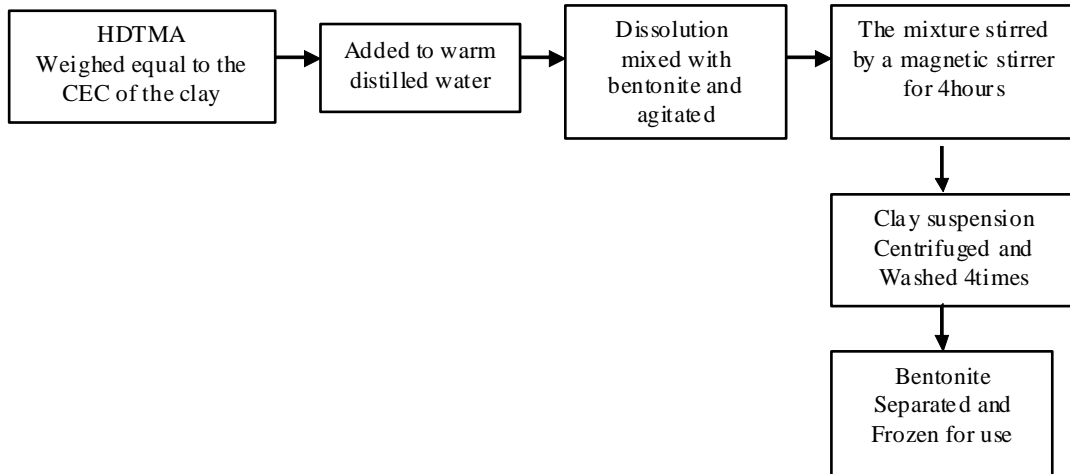 HDTMA
Weighed equal to the
CEC of the clay
Added to warm
distilled water
Dissolution
mixed with
bentonite and
agitated
The mixture stirred
by a magnetic stirrer
for 4hours
Clay suspension
Centrifuged and
Washed 4times
Bentonite
Separated and
Frozen for use